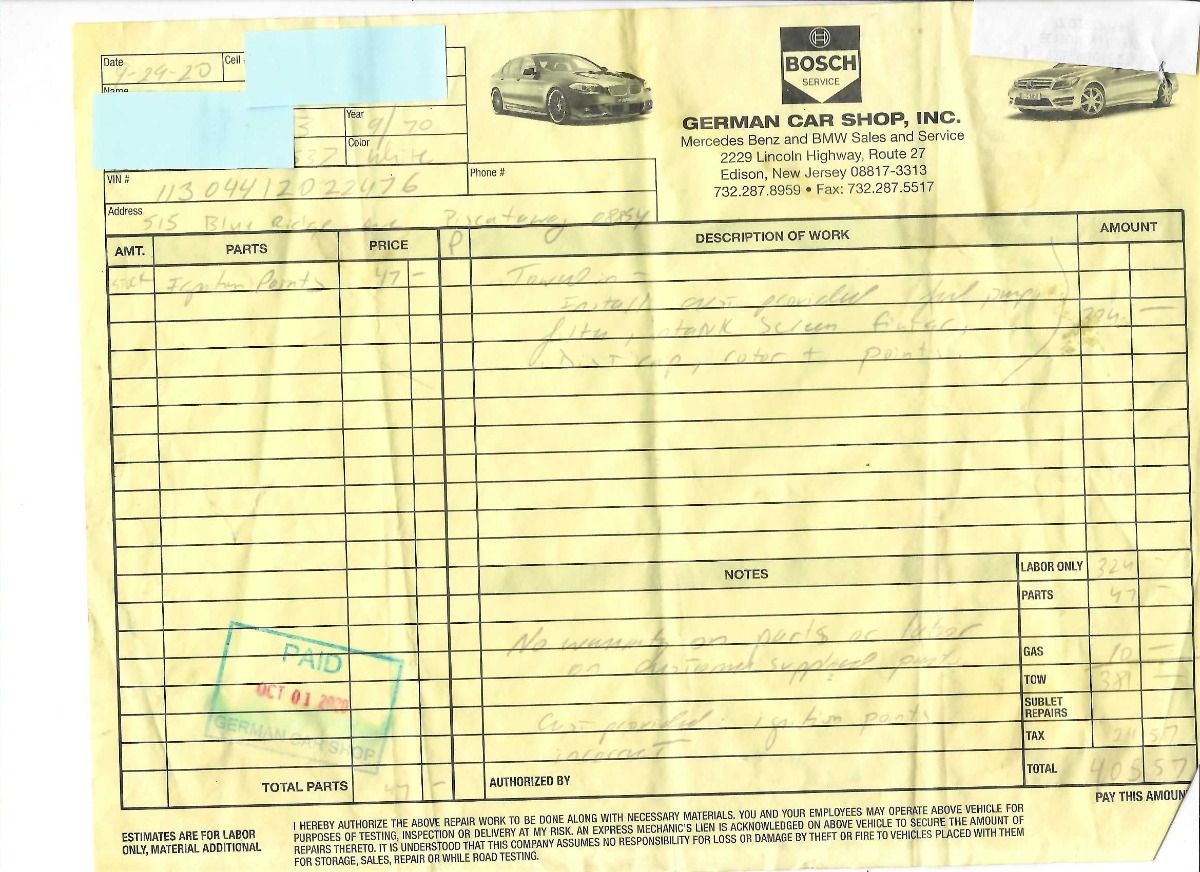 Date
9-29-20
Cell
Name
BOSCH
SERVICE
GERMAN CAR SHOP, INC.
Mercedes Benz and BMW Sales and Service
2229 Lincoln Highway, Route 27
Edison, New Jersey 08817-3313
732.287.8959 • Fax: 732.287.5517
Year
9/70
Color
White
VIN #
11304412022476
Phone #
Address
515 Blue Ridge Ave Piscataway 08854
AMT. PARTS PRICE P DESCRIPTION OF WORK AMOUNT
Ignition Points 47 - Towed in -
Install cust provided fuel pump,
filter, tank screen 324. -
Dist cap, rotor + points.
NOTES
LABOR ONLY 324 -
PARTS 47 -
No warranty on parts or labor
on customer supplied parts
GAS 10 -
TOW 381 -
SUBLET
REPAIRS
Cust provided ignition points
incorrect
TAX 24 57
TOTAL 405 57
PAID
OCT 01 2020
GERMAN CAR SHOP
TOTAL PARTS 47 -
AUTHORIZED BY
PAY THIS AMOUN
ESTIMATES ARE FOR LABOR
ONLY, MATERIAL ADDITIONAL
I HEREBY AUTHORIZE THE ABOVE REPAIR WORK TO BE DONE ALONG WITH NECESSARY MATERIALS. YOU AND YOUR EMPLOYEES MAY OPERATE ABOVE VEHICLE FOR
PURPOSES OF TESTING, INSPECTION OR DELIVERY AT MY RISK. AN EXPRESS MECHANIC'S LIEN IS ACKNOWLEDGED ON ABOVE VEHICLE TO SECURE THE AMOUNT OF
REPAIRS THERETO. IT IS UNDERSTOOD THAT THIS COMPANY ASSUMES NO RESPONSIBILITY FOR LOSS OR DAMAGE BY THEFT OR FIRE TO VEHICLES PLACED WITH THEM
FOR STORAGE, SALES, REPAIR OR WHILE ROAD TESTING.